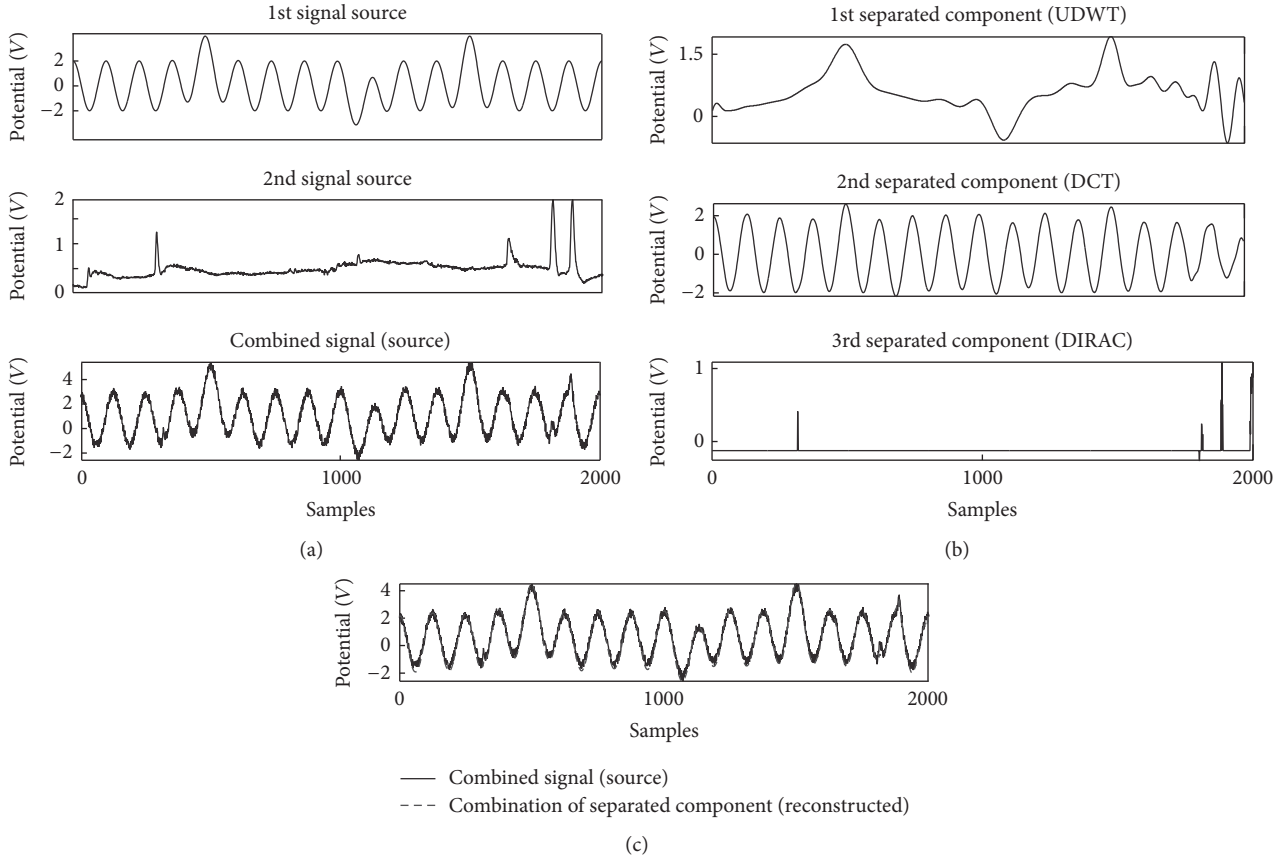 1st signal source
Potential (V)
2
0
−2
2nd signal source
Potential (V)
2
1
0
Combined signal (source)
Potential (V)
4
2
0
−2
0
1000
2000
Samples
(a)
1st separated component (UDWT)
Potential (V)
1.5
0
2nd separated component (DCT)
Potential (V)
2
0
−2
3rd separated component (DIRAC)
Potential (V)
1
0
0
1000
2000
Samples
(b)
Potential (V)
4
2
0
−2
0
1000
2000
Samples
Combined signal (source)
Combination of separated component (reconstructed)
(c)